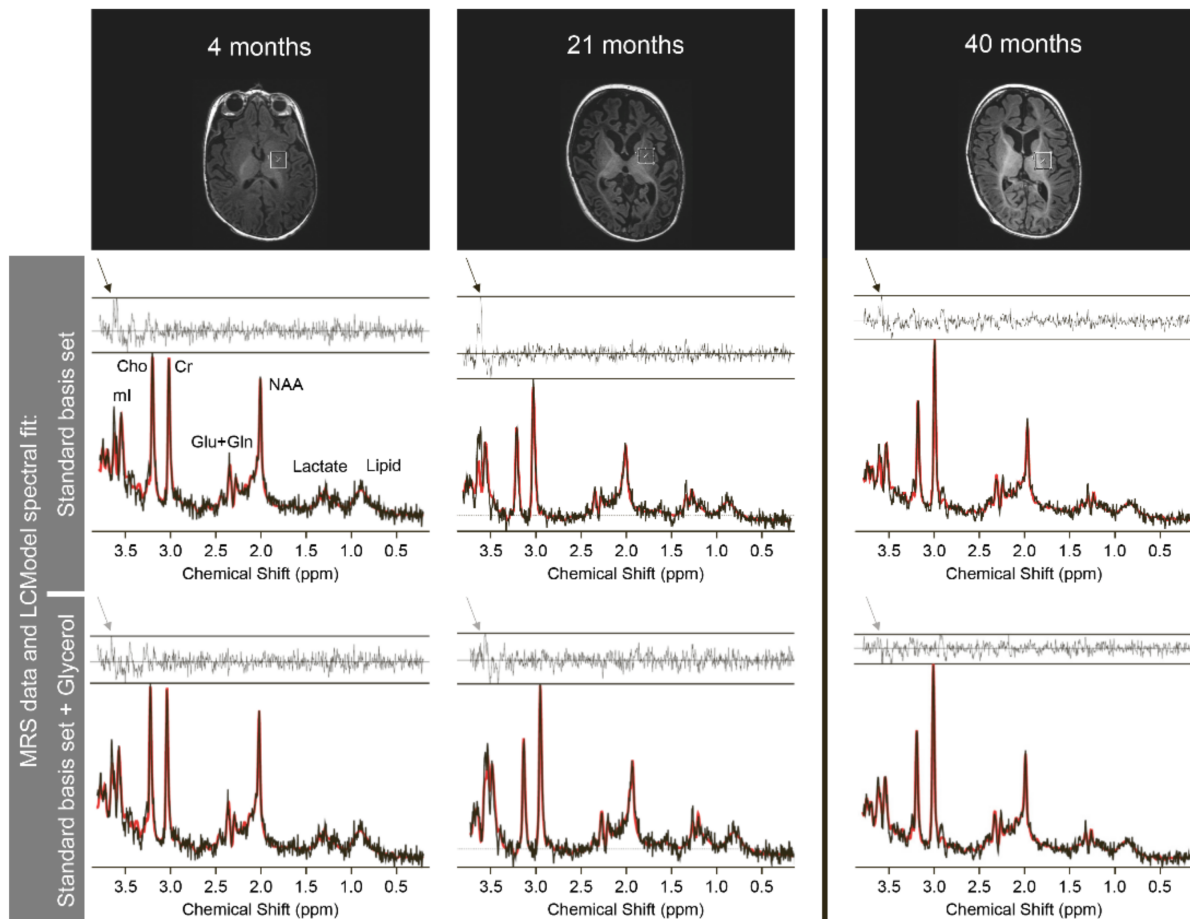 4 months
21 months
40 months
MRS data and LCModel spectral fit:
Standard basis set
Cho
Cr
mI
NAA
Glu+Gln
Lactate
Lipid
3.5 3.0 2.5 2.0 1.5 1.0 0.5
Chemical Shift (ppm)
3.5 3.0 2.5 2.0 1.5 1.0 0.5
Chemical Shift (ppm)
3.5 3.0 2.5 2.0 1.5 1.0 0.5
Chemical Shift (ppm)
Standard basis set + Glycerol
3.5 3.0 2.5 2.0 1.5 1.0 0.5
Chemical Shift (ppm)
3.5 3.0 2.5 2.0 1.5 1.0 0.5
Chemical Shift (ppm)
3.5 3.0 2.5 2.0 1.5 1.0 0.5
Chemical Shift (ppm)